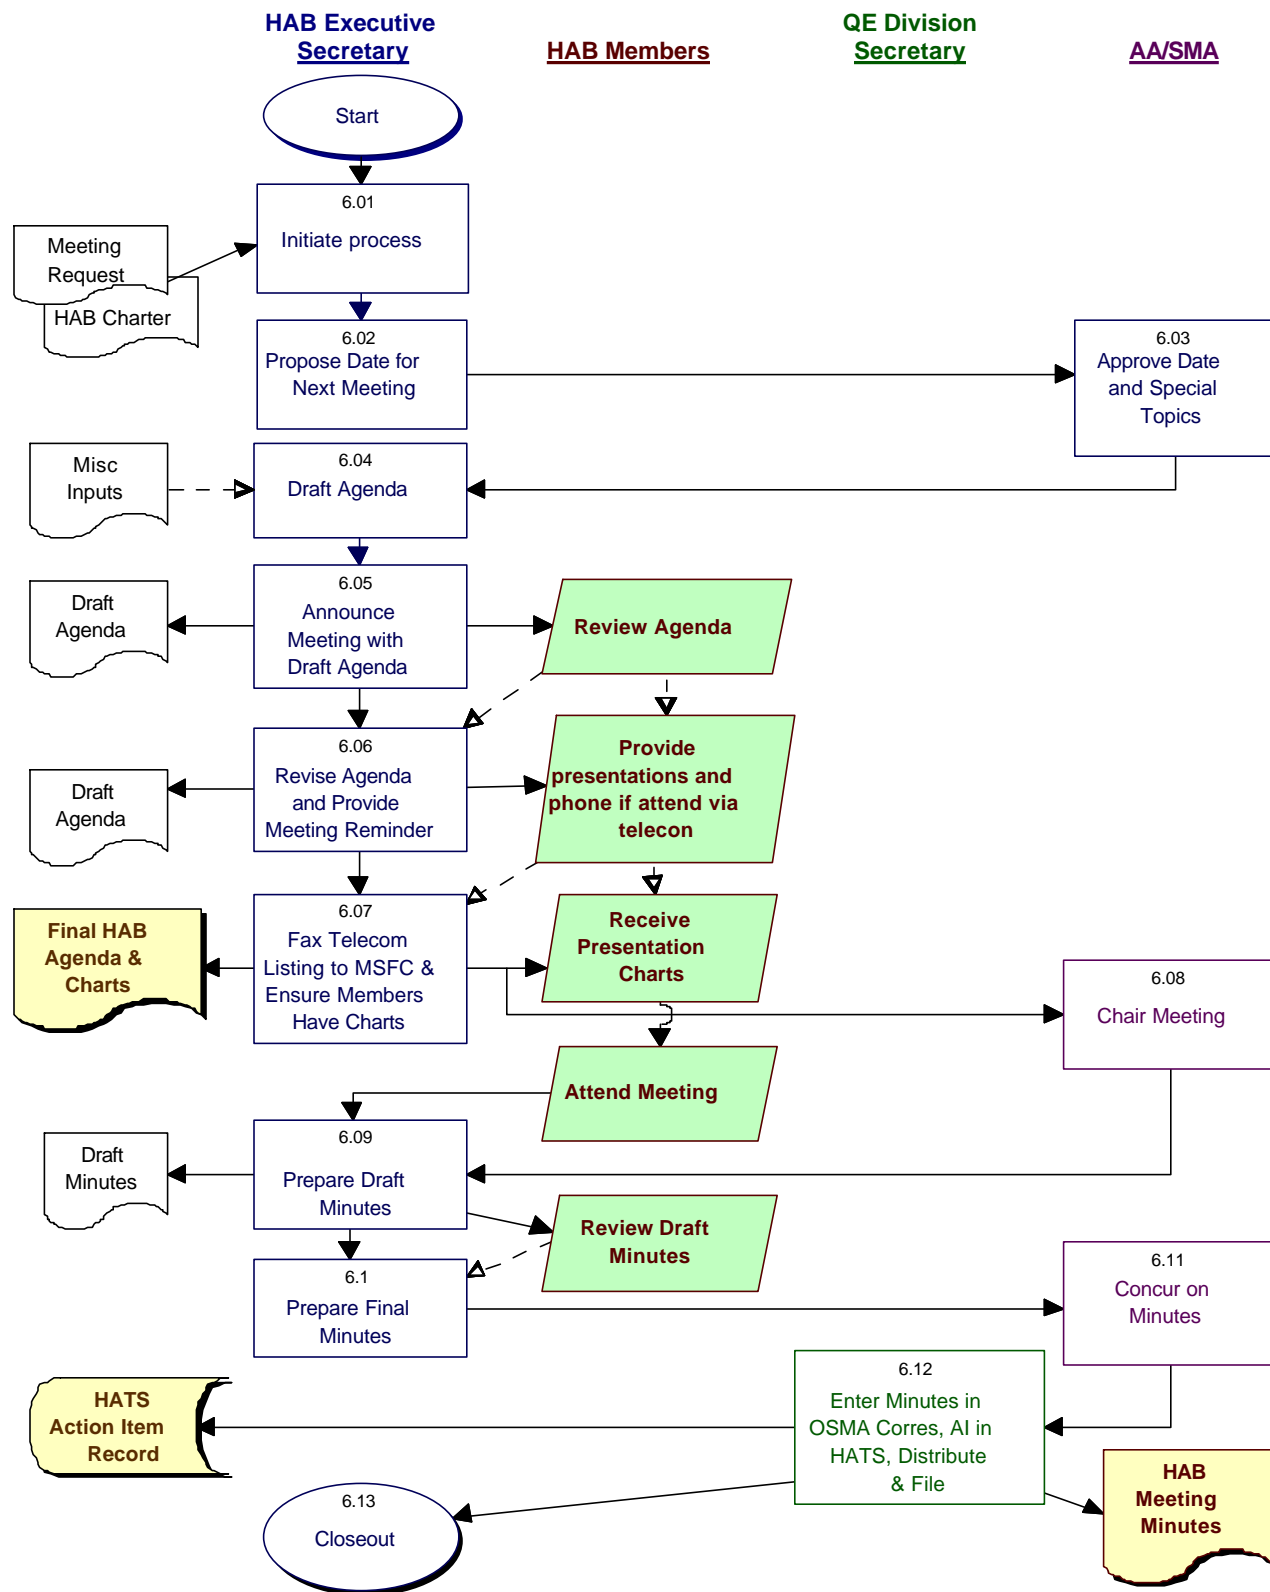 HAB Executive
Secretary
HAB Members
QE Division
Secretary
AA/SMA
Start
6.01
Initiate process
Meeting
Request
HAB Charter
6.02
Propose Date for
Next Meeting
6.03
Approve Date
and Special
Topics
Misc
Inputs
6.04
Draft Agenda
Draft
Agenda
6.05
Announce
Meeting with
Draft Agenda
Review Agenda
Draft
Agenda
6.06
Revise Agenda
and Provide
Meeting Reminder
Provide
presentations and
phone if attend via
telecon
Final HAB
Agenda &
Charts
6.07
Fax Telecom
Listing to MSFC &
Ensure Members
Have Charts
Receive
Presentation
Charts
6.08
Chair Meeting
Attend Meeting
Draft
Minutes
6.09
Prepare Draft
Minutes
Review Draft
Minutes
6.1
Prepare Final
Minutes
6.11
Concur on
Minutes
HATS
Action Item
Record
6.12
Enter Minutes in
OSMA Corres, AI in
HATS, Distribute
& File
HAB
Meeting
Minutes
6.13
Closeout